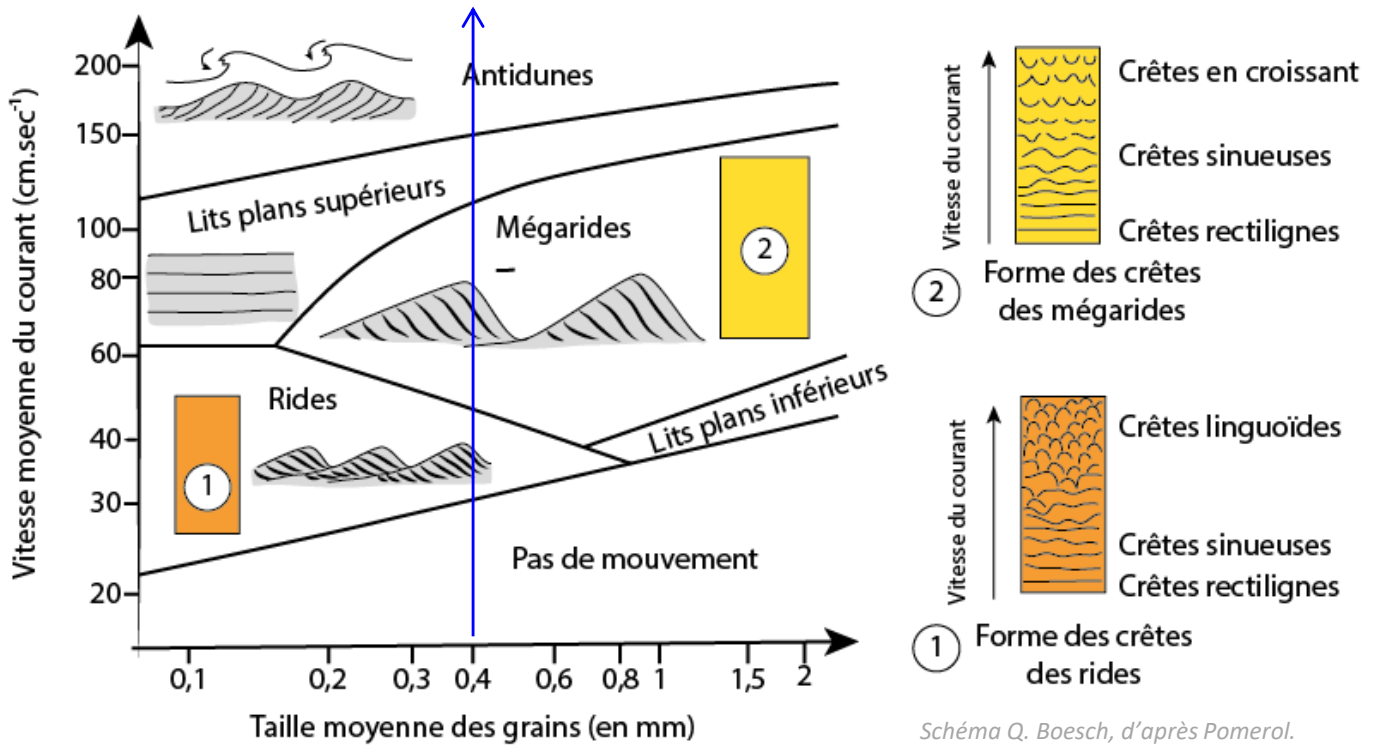 Vitesse moyenne du courant (cm.sec⁻¹)
200
150
100
80
60
40
30
20
Antidunes
Lits plans supérieurs
Mégarides
2
Rides
1
Lits plans inférieurs
Pas de mouvement
0,1
0,2
0,3
0,4
0,6
0,8
1
1,5
2
Taille moyenne des grains (en mm)
Vitesse du courant
Crêtes en croissant
Crêtes sinueuses
Crêtes rectilignes
2
Forme des crêtes
des mégarides
Vitesse du courant
Crêtes linguoïdes
Crêtes sinueuses
Crêtes rectilignes
1
Forme des crêtes
des rides
Schéma Q. Boesch, d’après Pomerol.